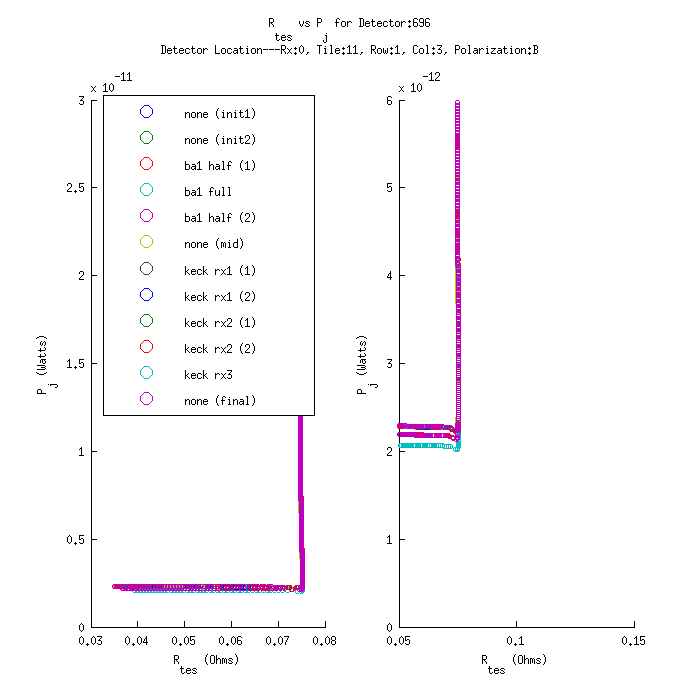 R    vs P  for Detector:696
tes    j
Detector Location---Rx:0, Tile:11, Row:1, Col:3, Polarization:B
x 10^-11
3
2.5
2
1.5
1
0.5
0
P_j (Watts)
none (init1)
none (init2)
ba1 half (1)
ba1 full
ba1 half (2)
none (mid)
keck rx1 (1)
keck rx1 (2)
keck rx2 (1)
keck rx2 (2)
keck rx3
none (final)
0.03 0.04 0.05 0.06 0.07 0.08
R_tes (Ohms)
x 10^-12
6
5
4
3
2
1
0
P_j (Watts)
0.05 0.1 0.15
R_tes (Ohms)